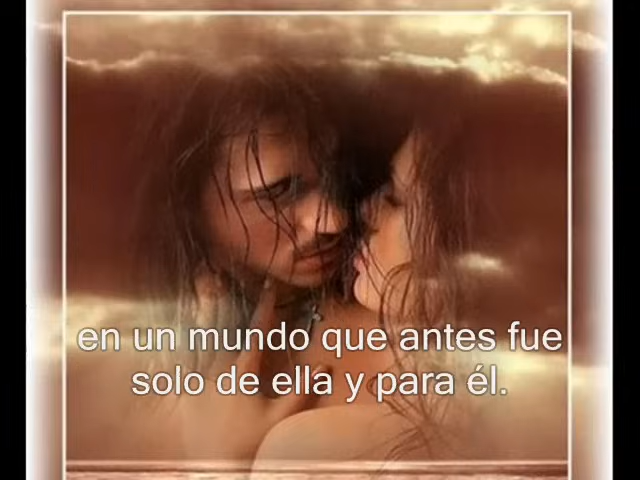 en un mundo que antes fue
solo de ella y para él.